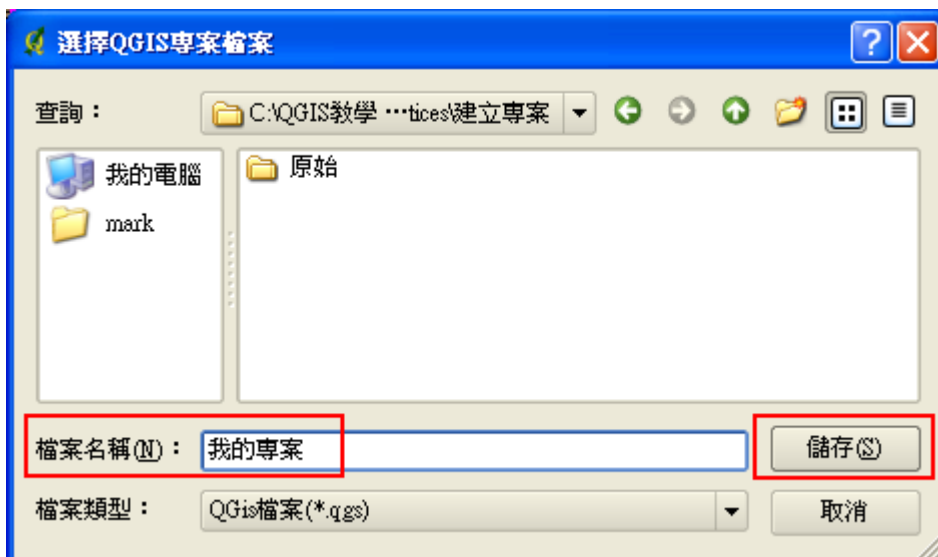 選擇QGIS專案檔案
查詢：
C:\QGIS教學 …tices\建立專案
我的電腦
mark
原始
檔案名稱(N)：
我的專案
儲存(S)
檔案類型：
QGis檔案(*.qgs)
取消